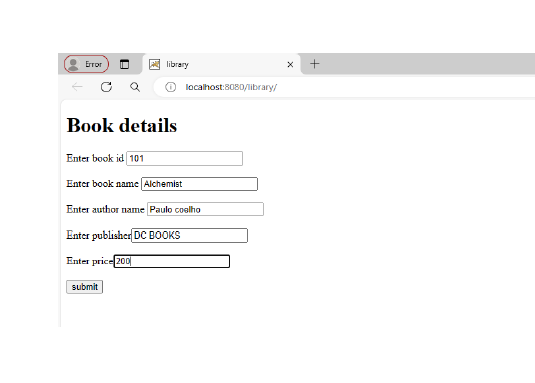 Error
library
localhost:8080/library/
Book details
Enter book id 101
Enter book name Alchemist
Enter author name Paulo coelho
Enter publisher DC BOOKS
Enter price 200
submit